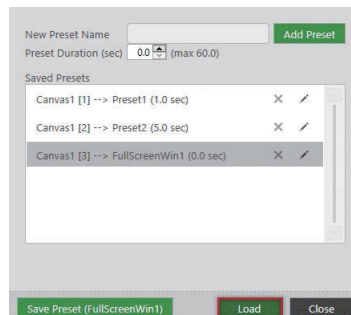 New Preset Name Add Preset
Preset Duration (sec) 0.0 (max 60.0)
Saved Presets
Canvas1 [1] --> Preset1 (1.0 sec)
Canvas1 [2] --> Preset2 (5.0 sec)
Canvas1 [3] --> FullScreenWin1 (0.0 sec)
Save Preset (FullScreenWin1) Load Close